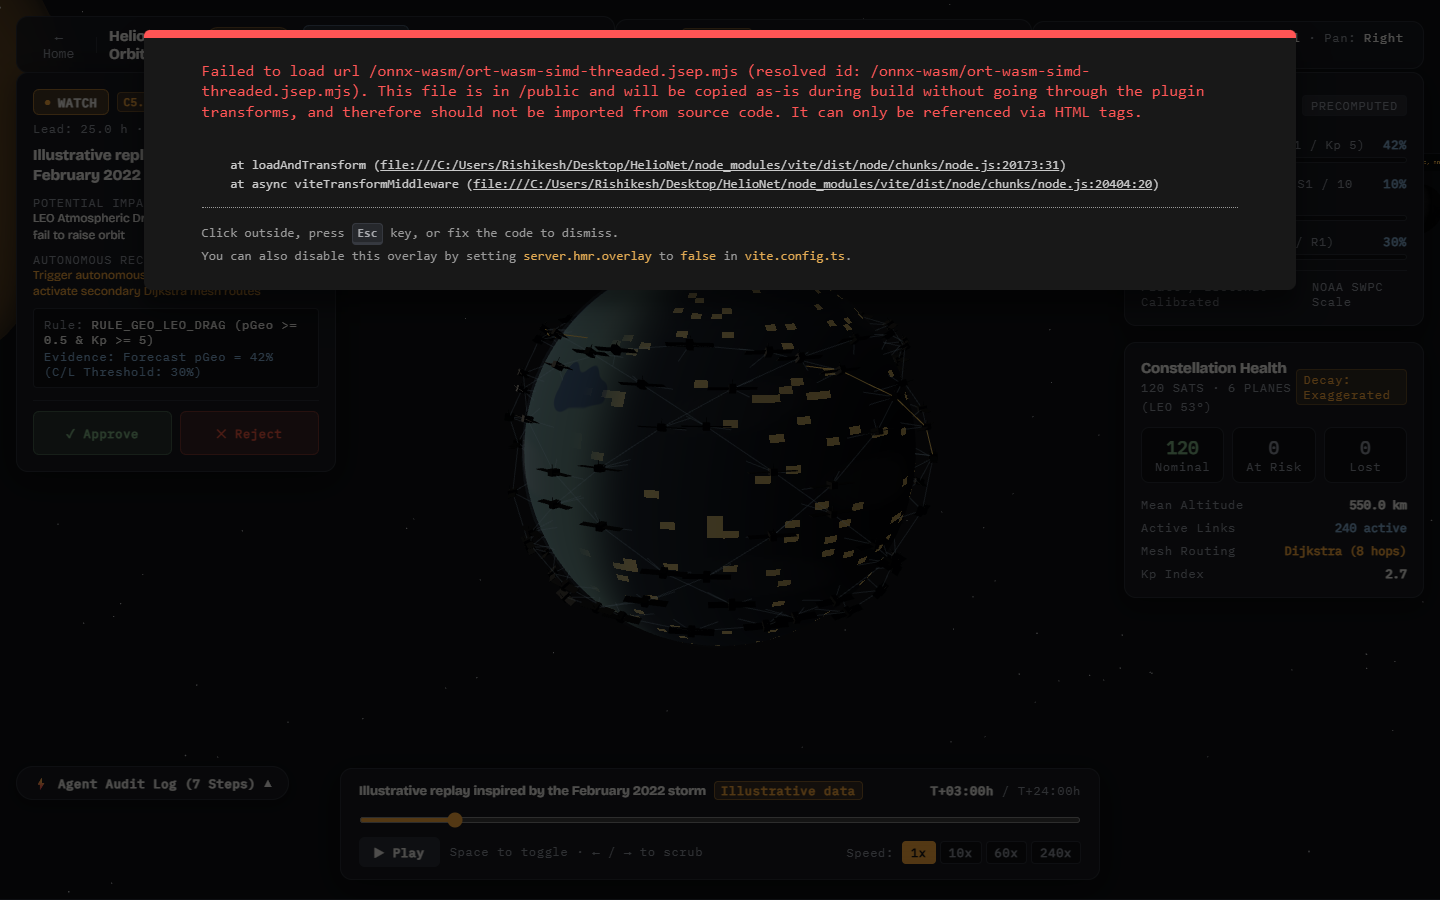 ←
Home
Helio
Orbit
· Pan: Right
Failed to load url /onnx-wasm/ort-wasm-simd-threaded.jsep.mjs (resolved id: /onnx-wasm/ort-wasm-simd-
threaded.jsep.mjs). This file is in /public and will be copied as-is during build without going through the plugin
transforms, and therefore should not be imported from source code. It can only be referenced via HTML tags.
at loadAndTransform (file:///C:/Users/Rishikesh/Desktop/HelioNet/node_modules/vite/dist/node/chunks/node.js:20173:31)
at async viteTransformMiddleware (file:///C:/Users/Rishikesh/Desktop/HelioNet/node_modules/vite/dist/node/chunks/node.js:20404:20)
Click outside, press Esc key, or fix the code to dismiss.
You can also disable this overlay by setting server.hmr.overlay to false in vite.config.ts.
● WATCH C5.
Lead: 25.0 h ·
Illustrative repl
February 2022
POTENTIAL IMPA
LEO Atmospheric Dr
fail to raise orbit
AUTONOMOUS REC
Trigger autonomous
activate secondary Dijkstra mesh routes
Rule: RULE_GEO_LEO_DRAG (pGeo >=
0.5 & Kp >= 5)
Evidence: Forecast pGeo = 42%
(C/L Threshold: 30%)
✓ Approve
✕ Reject
PRECOMPUTED
/ Kp 5) 42%
S1 / 10 10%
/ R1) 30%
Calibrated
NOAA SWPC
Scale
Constellation Health
120 SATS · 6 PLANES
(LEO 53°)
Decay:
Exaggerated
120
Nominal
0
At Risk
0
Lost
Mean Altitude 550.0 km
Active Links 240 active
Mesh Routing Dijkstra (8 hops)
Kp Index 2.7
Agent Audit Log (7 Steps) ▲
Illustrative replay inspired by the February 2022 storm Illustrative data T+03:00h / T+24:00h
▶ Play Space to toggle · ← / → to scrub Speed: 1x 10x 60x 240x